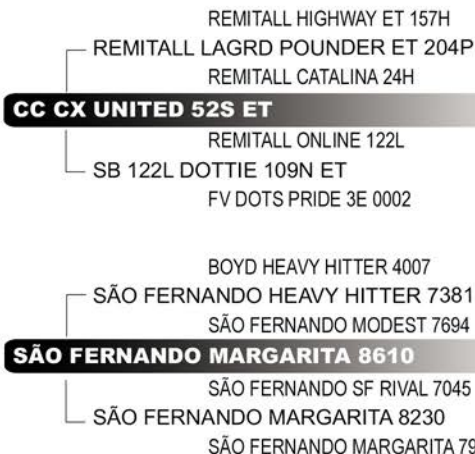 REMITALL HIGHWAY ET 157H
REMITALL LAGRD POUNDER ET 204P
REMITALL CATALINA 24H
CC CX UNITED 52S ET
REMITALL ONLINE 122L
SB 122L DOTTIE 109N ET
FV DOTS PRIDE 3E 0002
BOYD HEAVY HITTER 4007
SÃO FERNANDO HEAVY HITTER 7381
SÃO FERNANDO MODEST 7694
SÃO FERNANDO MARGARITA 8610
SÃO FERNANDO SF RIVAL 7045
SÃO FERNANDO MARGARITA 8230
SÃO FERNANDO MARGARITA